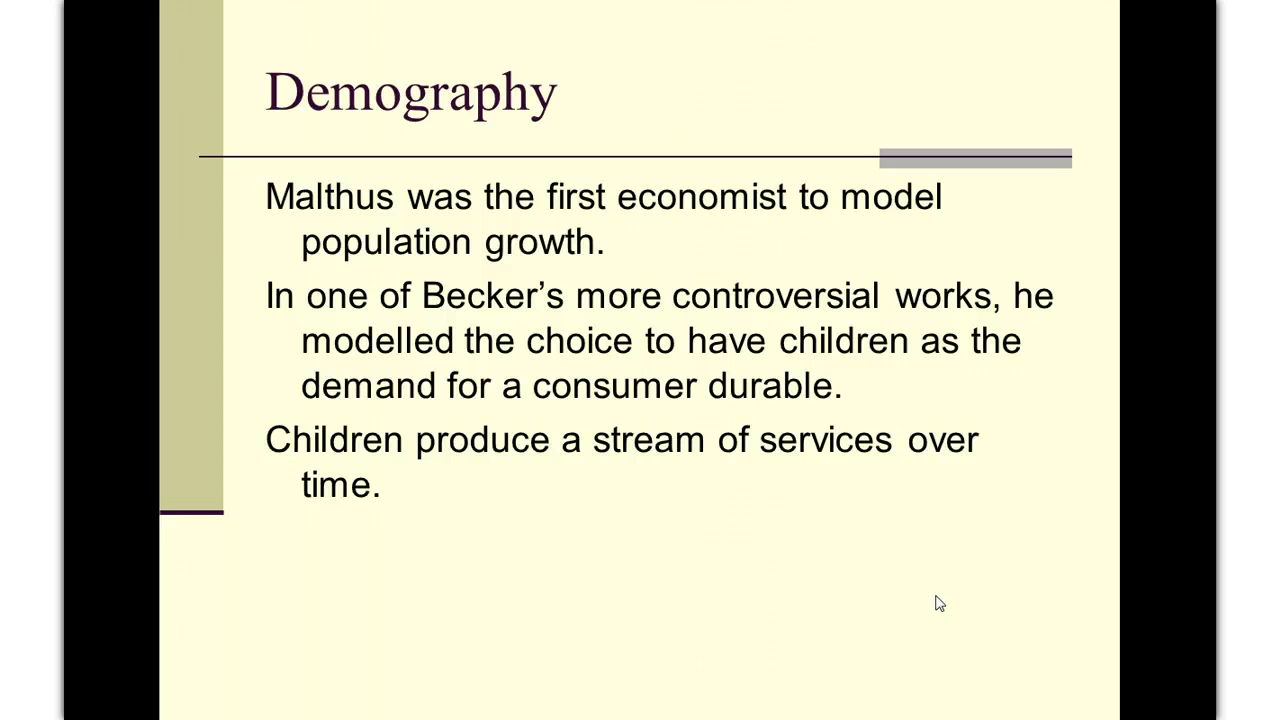 Demography
Malthus was the first economist to model
population growth.
In one of Becker’s more controversial works, he
modelled the choice to have children as the
demand for a consumer durable.
Children produce a stream of services over
time.